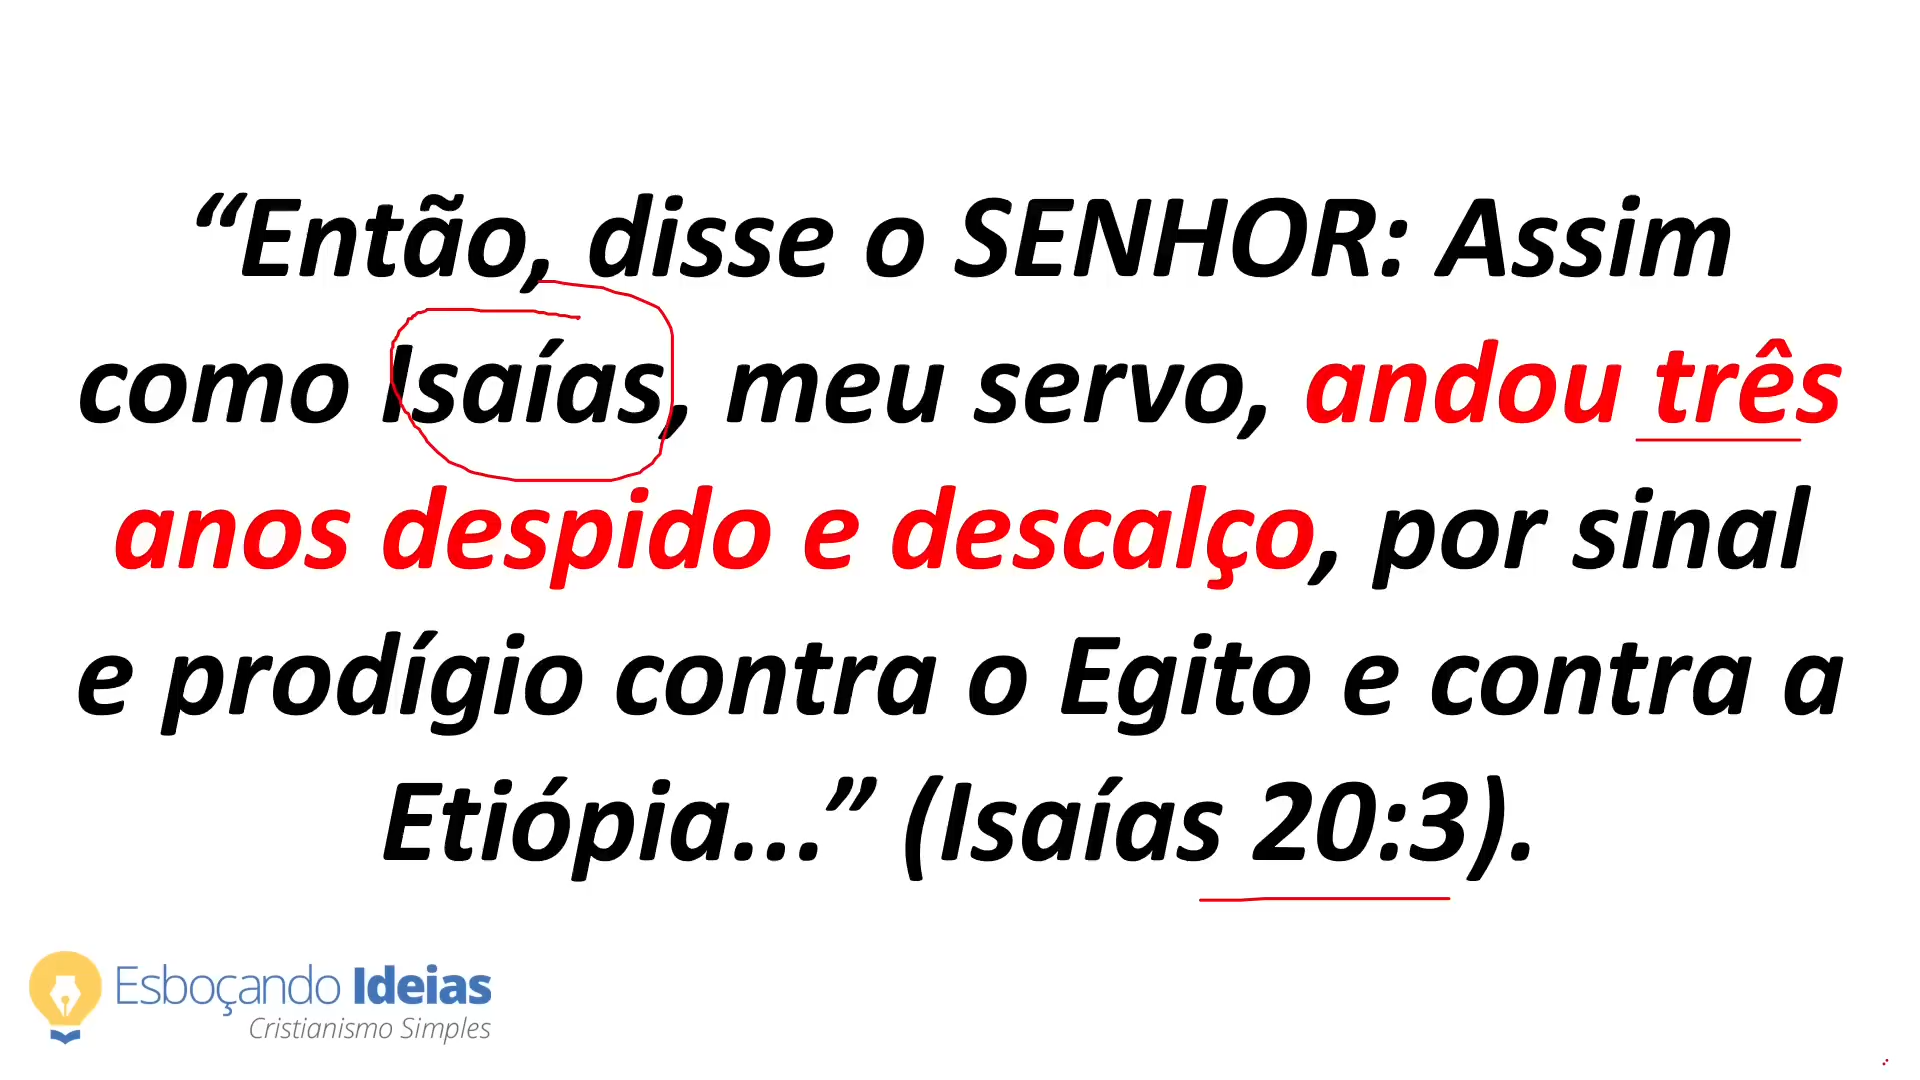 “Então, disse o SENHOR: Assim
como Isaías, meu servo, andou três
anos despido e descalço, por sinal
e prodígio contra o Egito e contra a
Etiópia...” (Isaías 20:3).
Esboçando Ideias
Cristianismo Simples